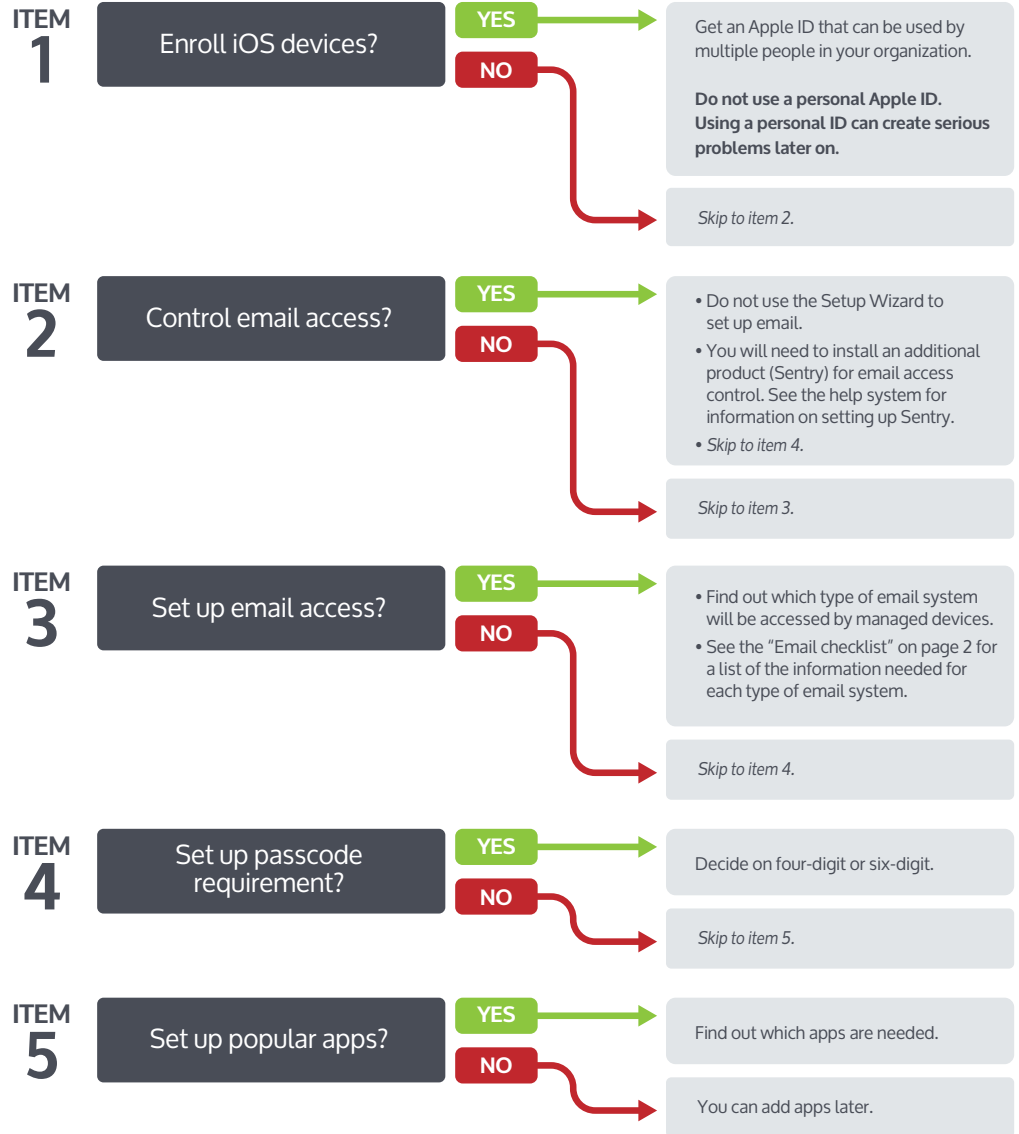 ITEM
1
Enroll iOS devices?
YES
NO
Get an Apple ID that can be used by
multiple people in your organization.
Do not use a personal Apple ID.
Using a personal ID can create serious
problems later on.
Skip to item 2.
ITEM
2
Control email access?
YES
NO
• Do not use the Setup Wizard to
set up email.
• You will need to install an additional
product (Sentry) for email access
control. See the help system for
information on setting up Sentry.
• Skip to item 4.
Skip to item 3.
ITEM
3
Set up email access?
YES
NO
• Find out which type of email system
will be accessed by managed devices.
• See the “Email checklist” on page 2 for
a list of the information needed for
each type of email system.
Skip to item 4.
ITEM
4
Set up passcode
requirement?
YES
NO
Decide on four-digit or six-digit.
Skip to item 5.
ITEM
5
Set up popular apps?
YES
NO
Find out which apps are needed.
You can add apps later.